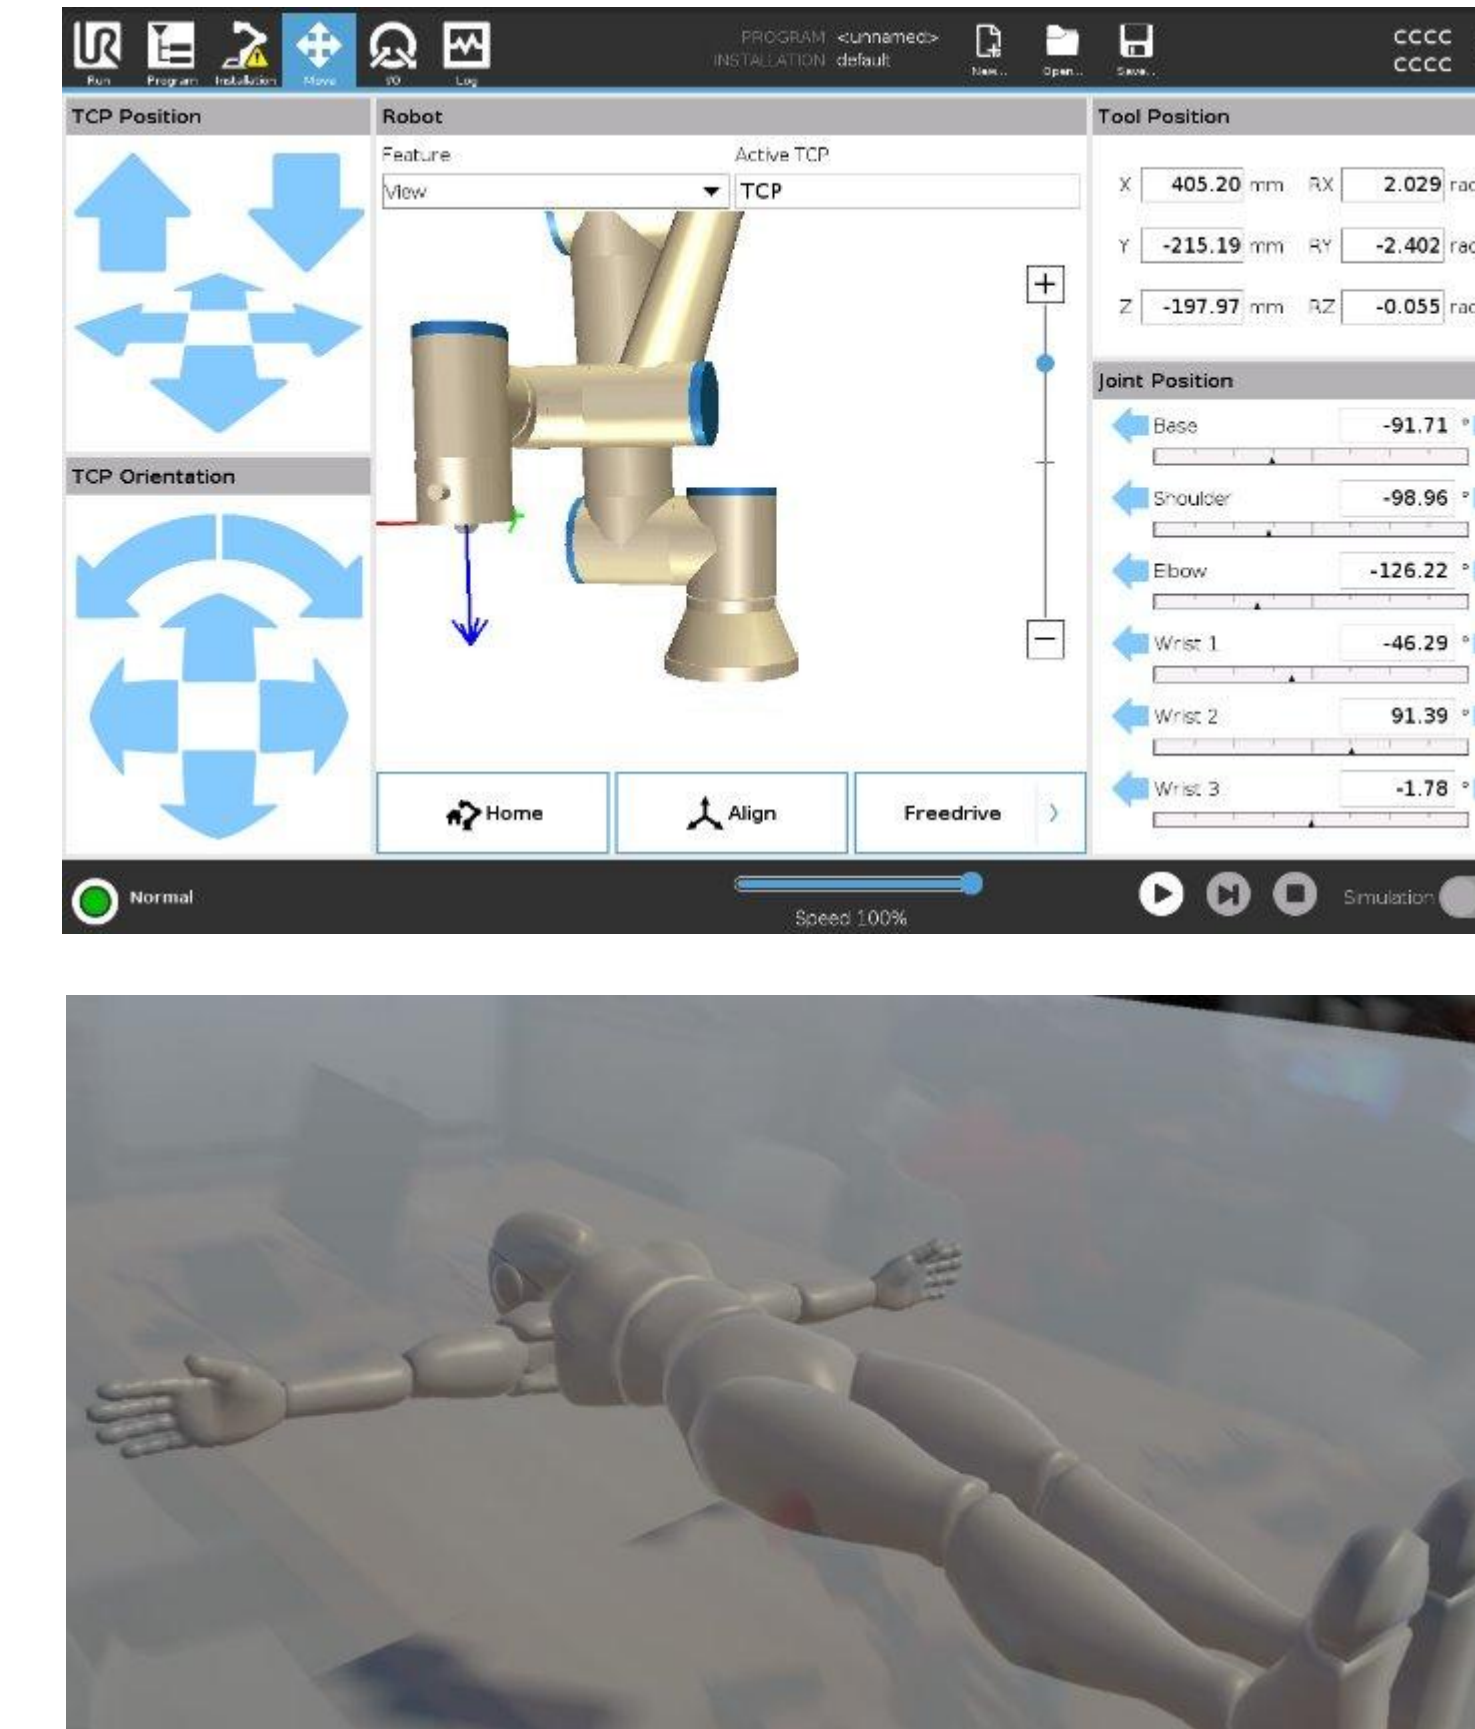 PROGRAM <unnamed>
INSTALLATION default
CCCC
CCCC
Run Program Installation Move I/O Log New... Open... Save...
TCP Position
Robot
Tool Position
Feature
Active TCP
View
TCP
X 405.20 mm RX 2.029 rad
Y -215.19 mm RY -2.402 rad
Z -197.97 mm RZ -0.055 rad
+
Joint Position
Base -91.71 °
TCP Orientation
Shoulder -98.96 °
Elbow -126.22 °
−
Wrist 1 -46.29 °
Wrist 2 91.39 °
Wrist 3 -1.78 °
Home
Align
Freedrive
Normal
Speed 100%
Simulation